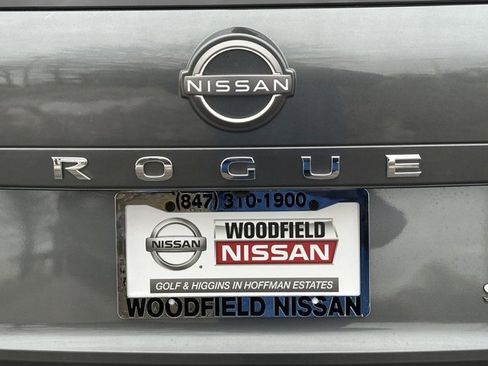 NISSAN
ROGUE
(847) 310-1900
NISSAN
WOODFIELD
NISSAN
GOLF & HIGGINS IN HOFFMAN ESTATES
WOODFIELD NISSAN
S